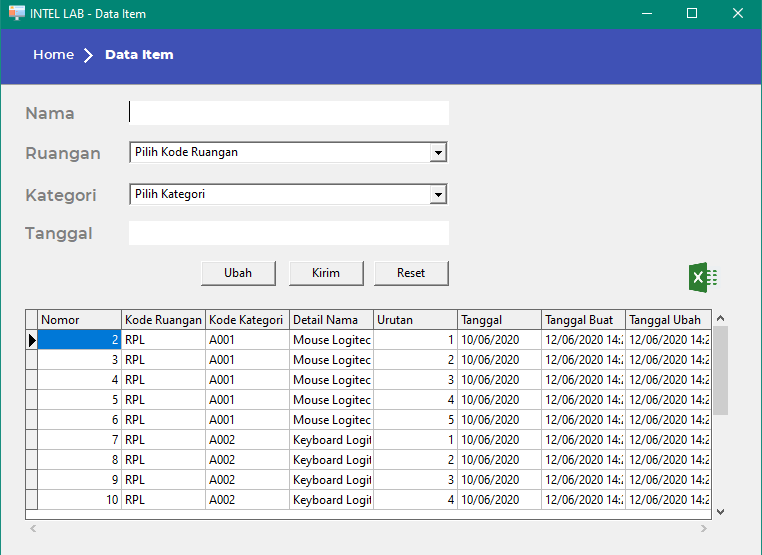 INTEL LAB - Data Item
Home Data Item
Nama
Ruangan Pilih Kode Ruangan
Kategori Pilih Kategori
Tanggal
Ubah Kirim Reset
Nomor Kode Ruangan Kode Kategori Detail Nama Urutan Tanggal Tanggal Buat Tanggal Ubah
2 RPL A001 Mouse Logitec 1 10/06/2020 12/06/2020 14:2 12/06/2020 14:2
3 RPL A001 Mouse Logitec 2 10/06/2020 12/06/2020 14:2 12/06/2020 14:2
4 RPL A001 Mouse Logitec 3 10/06/2020 12/06/2020 14:2 12/06/2020 14:2
5 RPL A001 Mouse Logitec 4 10/06/2020 12/06/2020 14:2 12/06/2020 14:2
6 RPL A001 Mouse Logitec 5 10/06/2020 12/06/2020 14:2 12/06/2020 14:2
7 RPL A002 Keyboard Logit 1 10/06/2020 12/06/2020 14:2 12/06/2020 14:2
8 RPL A002 Keyboard Logit 2 10/06/2020 12/06/2020 14:2 12/06/2020 14:2
9 RPL A002 Keyboard Logit 3 10/06/2020 12/06/2020 14:2 12/06/2020 14:2
10 RPL A002 Keyboard Logit 4 10/06/2020 12/06/2020 14:2 12/06/2020 14:2